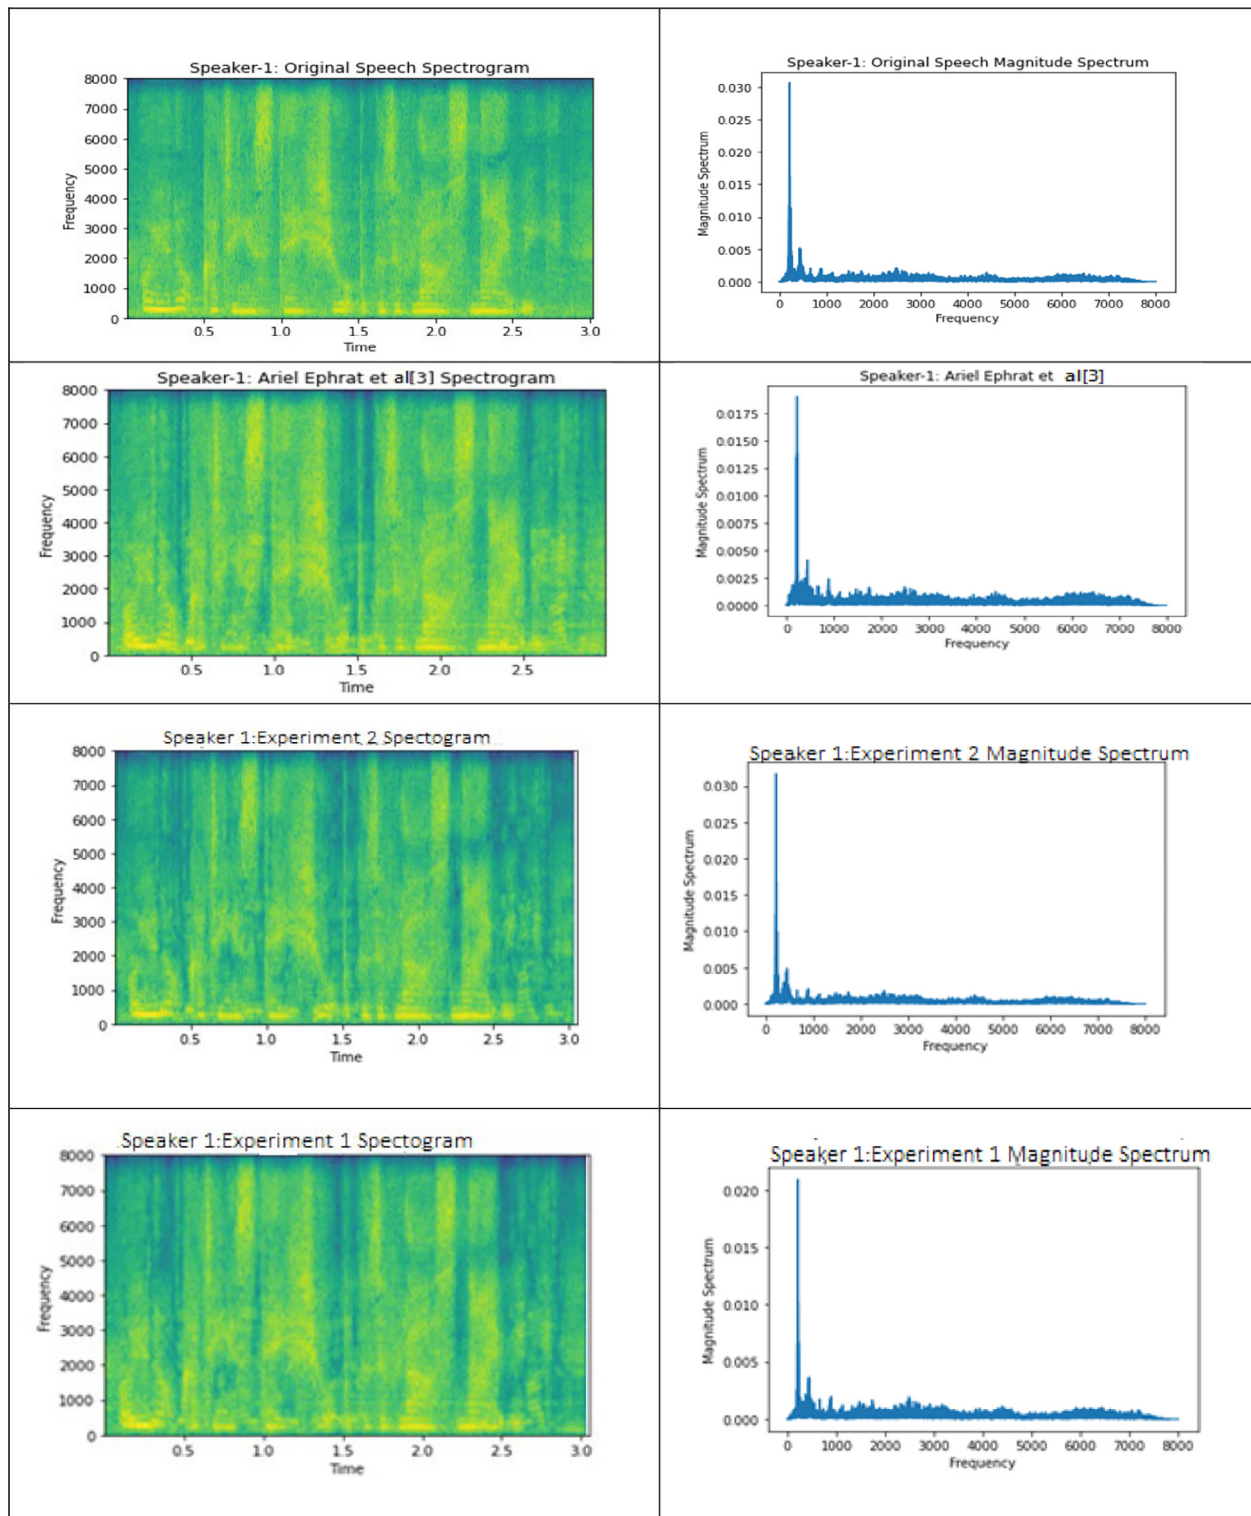 Speaker-1: Original Speech Spectrogram
8000
7000
6000
5000
4000
3000
2000
1000
0
Frequency
0.5 1.0 1.5 2.0 2.5 3.0
Time
Speaker-1: Original Speech Magnitude Spectrum
0.030
0.025
0.020
0.015
0.010
0.005
0.000
Magnitude Spectrum
0 1000 2000 3000 4000 5000 6000 7000 8000
Frequency
Speaker-1: Ariel Ephrat et al[3] Spectrogram
8000
7000
6000
5000
4000
3000
2000
1000
0
Frequency
0.5 1.0 1.5 2.0 2.5
Time
Speaker-1: Ariel Ephrat et al[3]
0.0175
0.0150
0.0125
0.0100
0.0075
0.0050
0.0025
0.0000
Magnitude Spectrum
0 1000 2000 3000 4000 5000 6000 7000 8000
Frequency
Speaker 1:Experiment 2 Spectogram
8000
7000
6000
5000
4000
3000
2000
1000
0
Frequency
0.5 1.0 1.5 2.0 2.5 3.0
Time
Speaker 1:Experiment 2 Magnitude Spectrum
0.030
0.025
0.020
0.015
0.010
0.005
0.000
Magnitude Spectrum
0 1000 2000 3000 4000 5000 6000 7000 8000
Frequency
Speaker 1:Experiment 1 Spectogram
8000
7000
6000
5000
4000
3000
2000
1000
0
Frequency
0.5 1.0 1.5 2.0 2.5 3.0
Time
Speaker 1:Experiment 1 Magnitude Spectrum
0.020
0.015
0.010
0.005
0.000
Magnitude Spectrum
0 1000 2000 3000 4000 5000 6000 7000 8000
Frequency